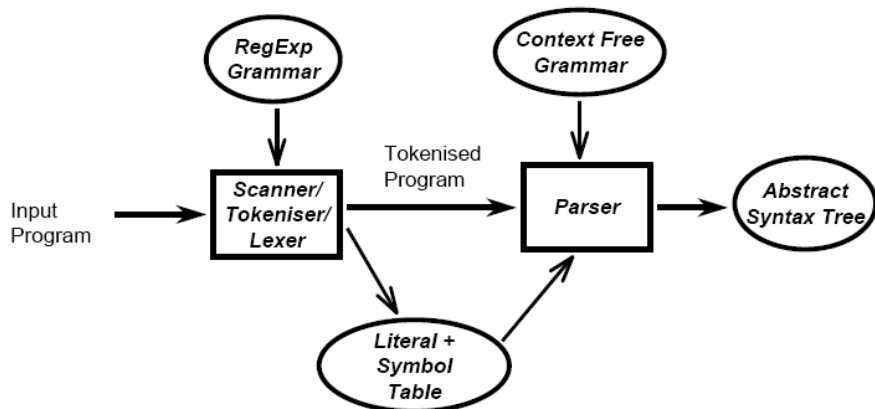 RegExp
Grammar
Context Free
Grammar
Input
Program
Scanner/
Tokeniser/
Lexer
Tokenised
Program
Parser
Abstract
Syntax Tree
Literal +
Symbol
Table